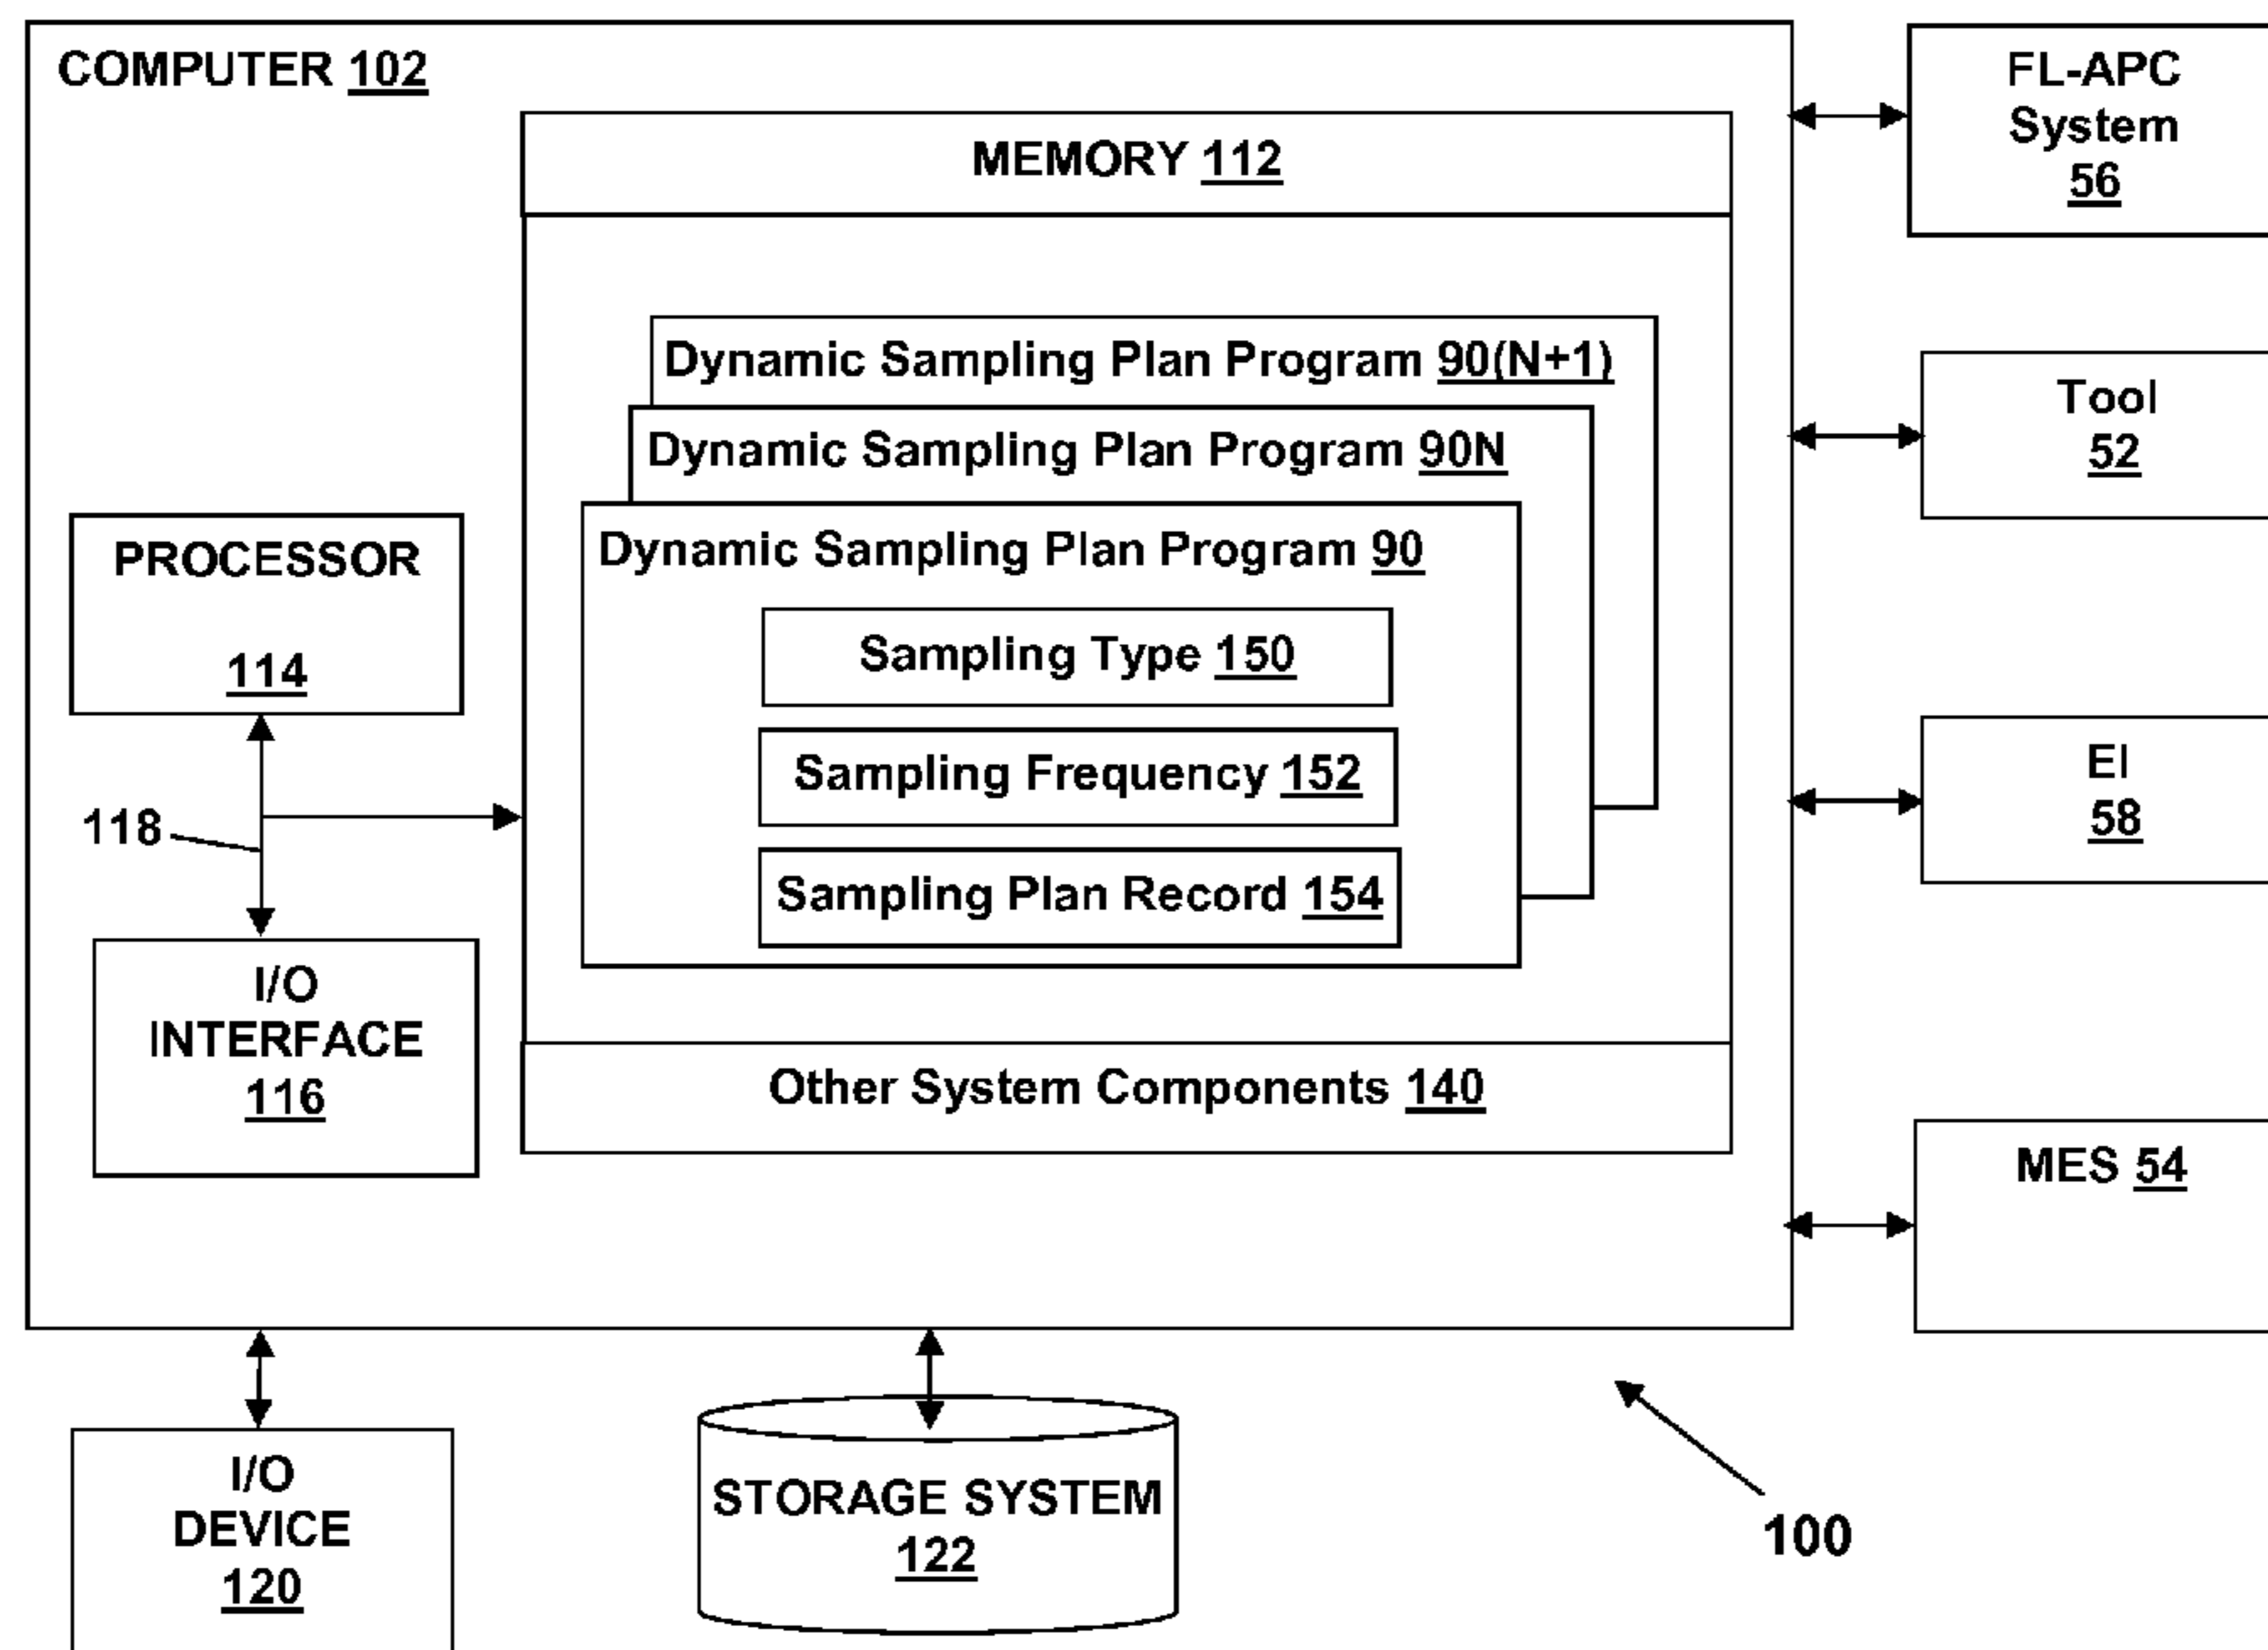 COMPUTER 102
MEMORY 112
Dynamic Sampling Plan Program 90(N+1)
Dynamic Sampling Plan Program 90N
Dynamic Sampling Plan Program 90
Sampling Type 150
Sampling Frequency 152
Sampling Plan Record 154
Other System Components 140
PROCESSOR
114
118
I/O
INTERFACE
116
FL-APC
System
56
Tool
52
EI
58
MES 54
I/O
DEVICE
120
STORAGE SYSTEM
122
100